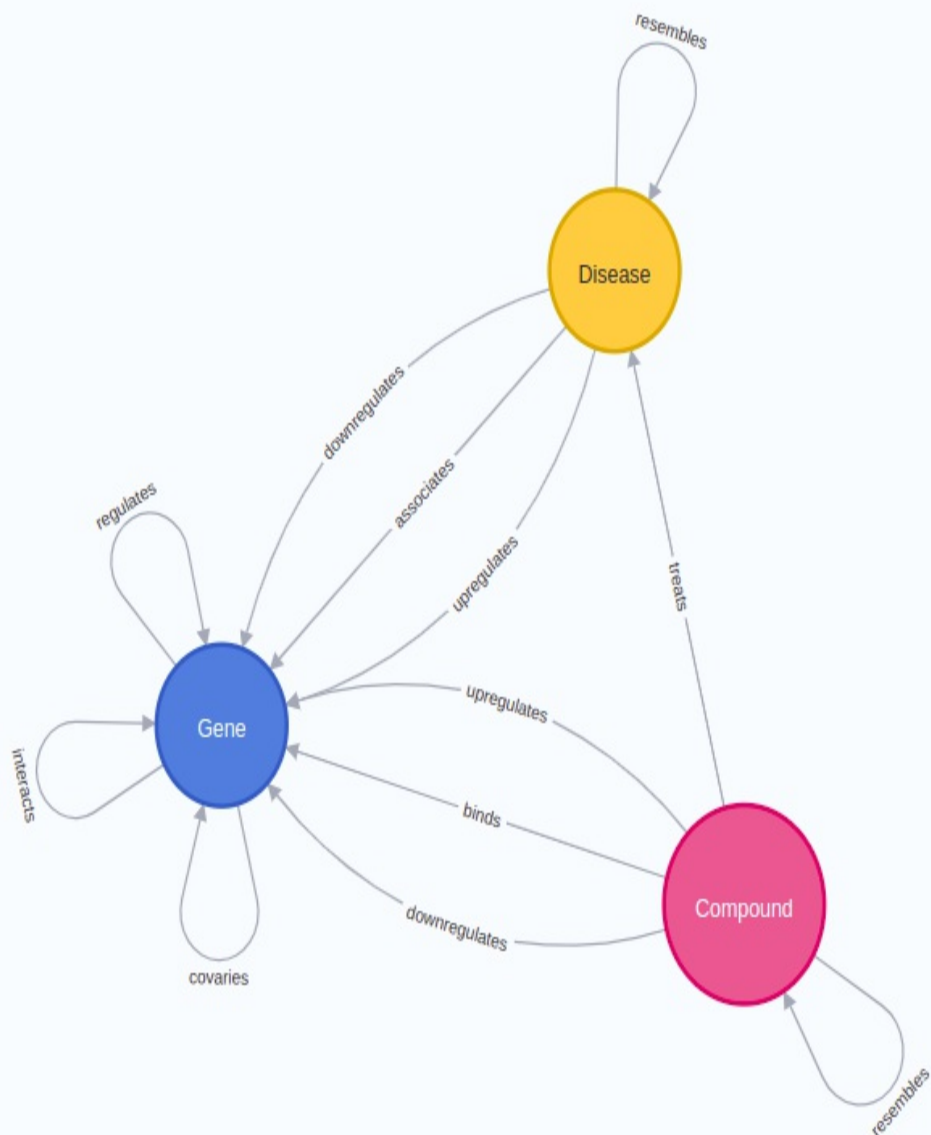 resembles
Disease
downregulates
associates
regulates
upregulates
treats
upregulates
Gene
interacts
binds
Compound
downregulates
covaries
resembles